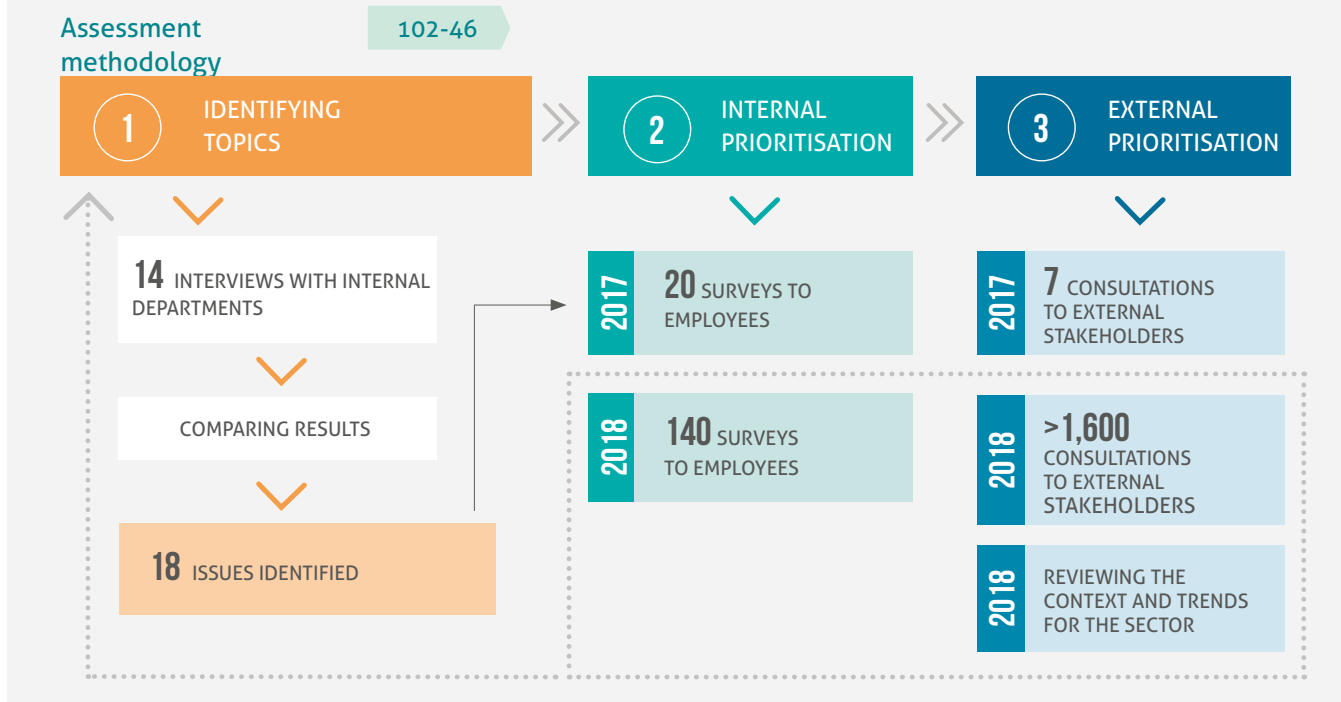 Assessment
methodology
102-46
1
IDENTIFYING
TOPICS
2
INTERNAL
PRIORITISATION
3
EXTERNAL
PRIORITISATION
14 INTERVIEWS WITH INTERNAL
DEPARTMENTS
COMPARING RESULTS
18 ISSUES IDENTIFIED
2017
20 SURVEYS TO
EMPLOYEES
2018
140 SURVEYS
TO EMPLOYEES
2017
7 CONSULTATIONS
TO EXTERNAL
STAKEHOLDERS
2018
>1,600
CONSULTATIONS
TO EXTERNAL
STAKEHOLDERS
2018
REVIEWING THE
CONTEXT AND TRENDS
FOR THE SECTOR